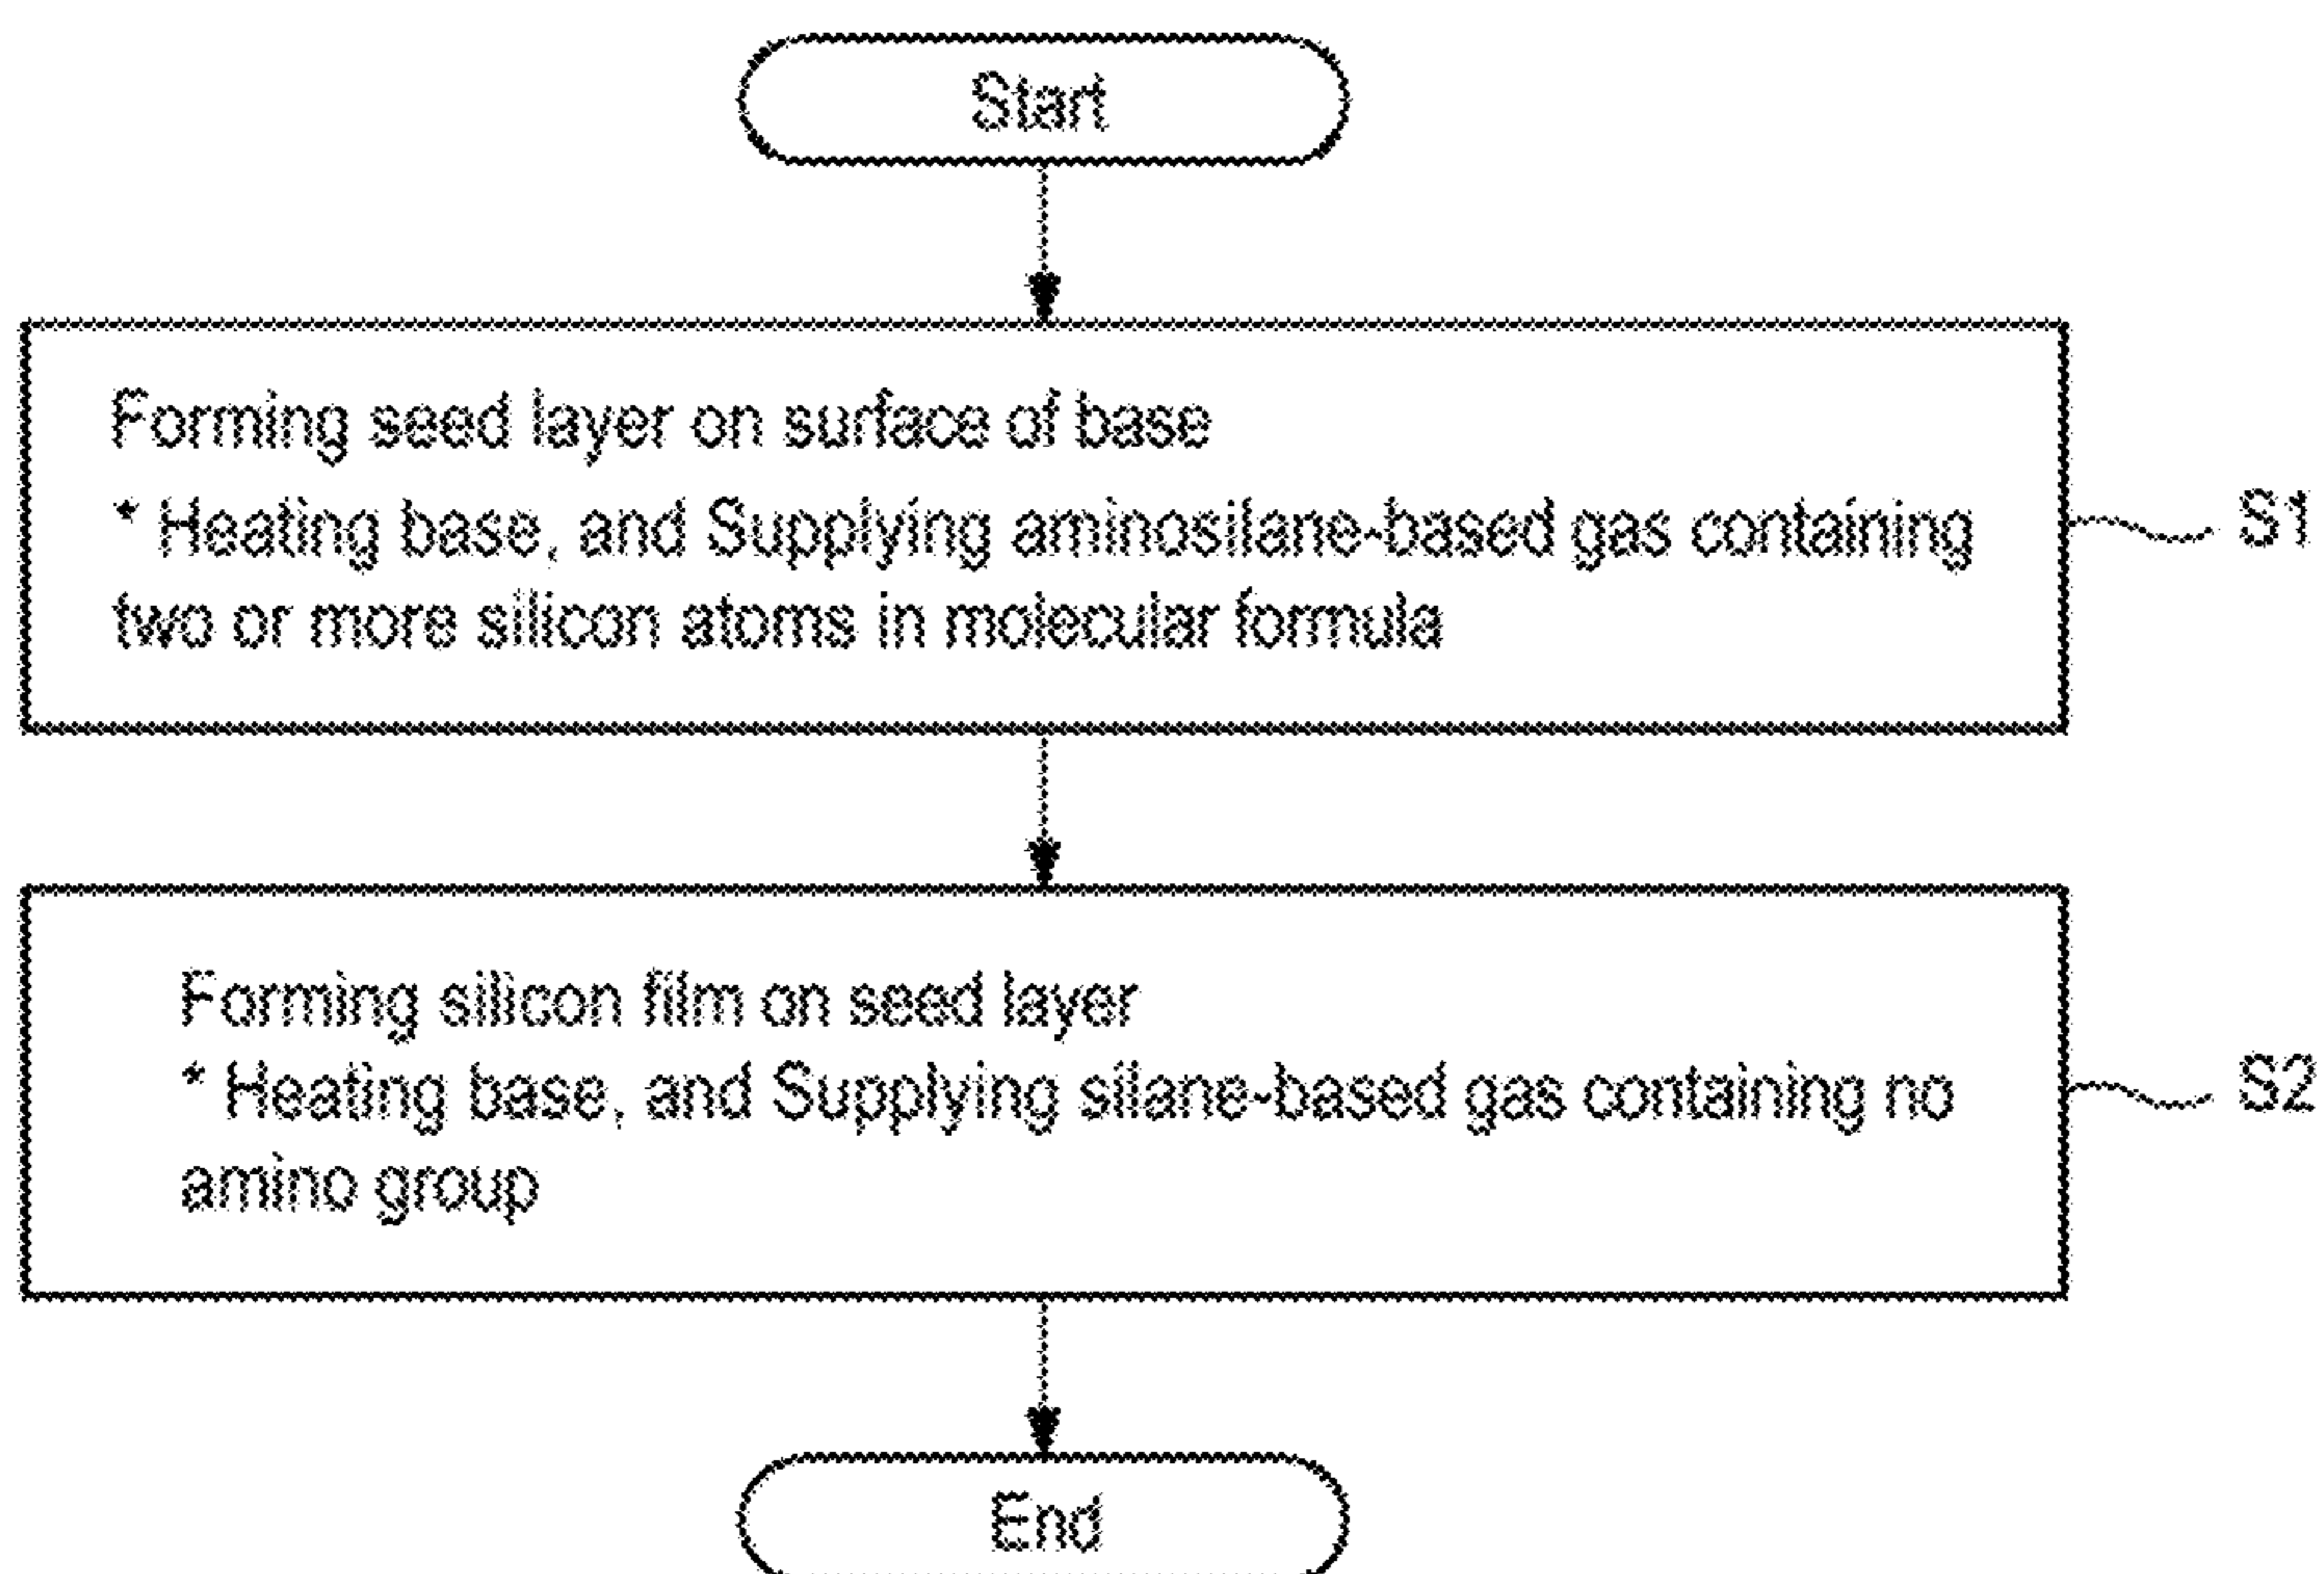 Start
Forming seed layer on surface of base
* Heating base, and Supplying aminosilane-based gas containing
two or more silicon atoms in molecular formula
S1
Forming silicon film on seed layer
* Heating base, and Supplying silane-based gas containing no
amino group
S2
End